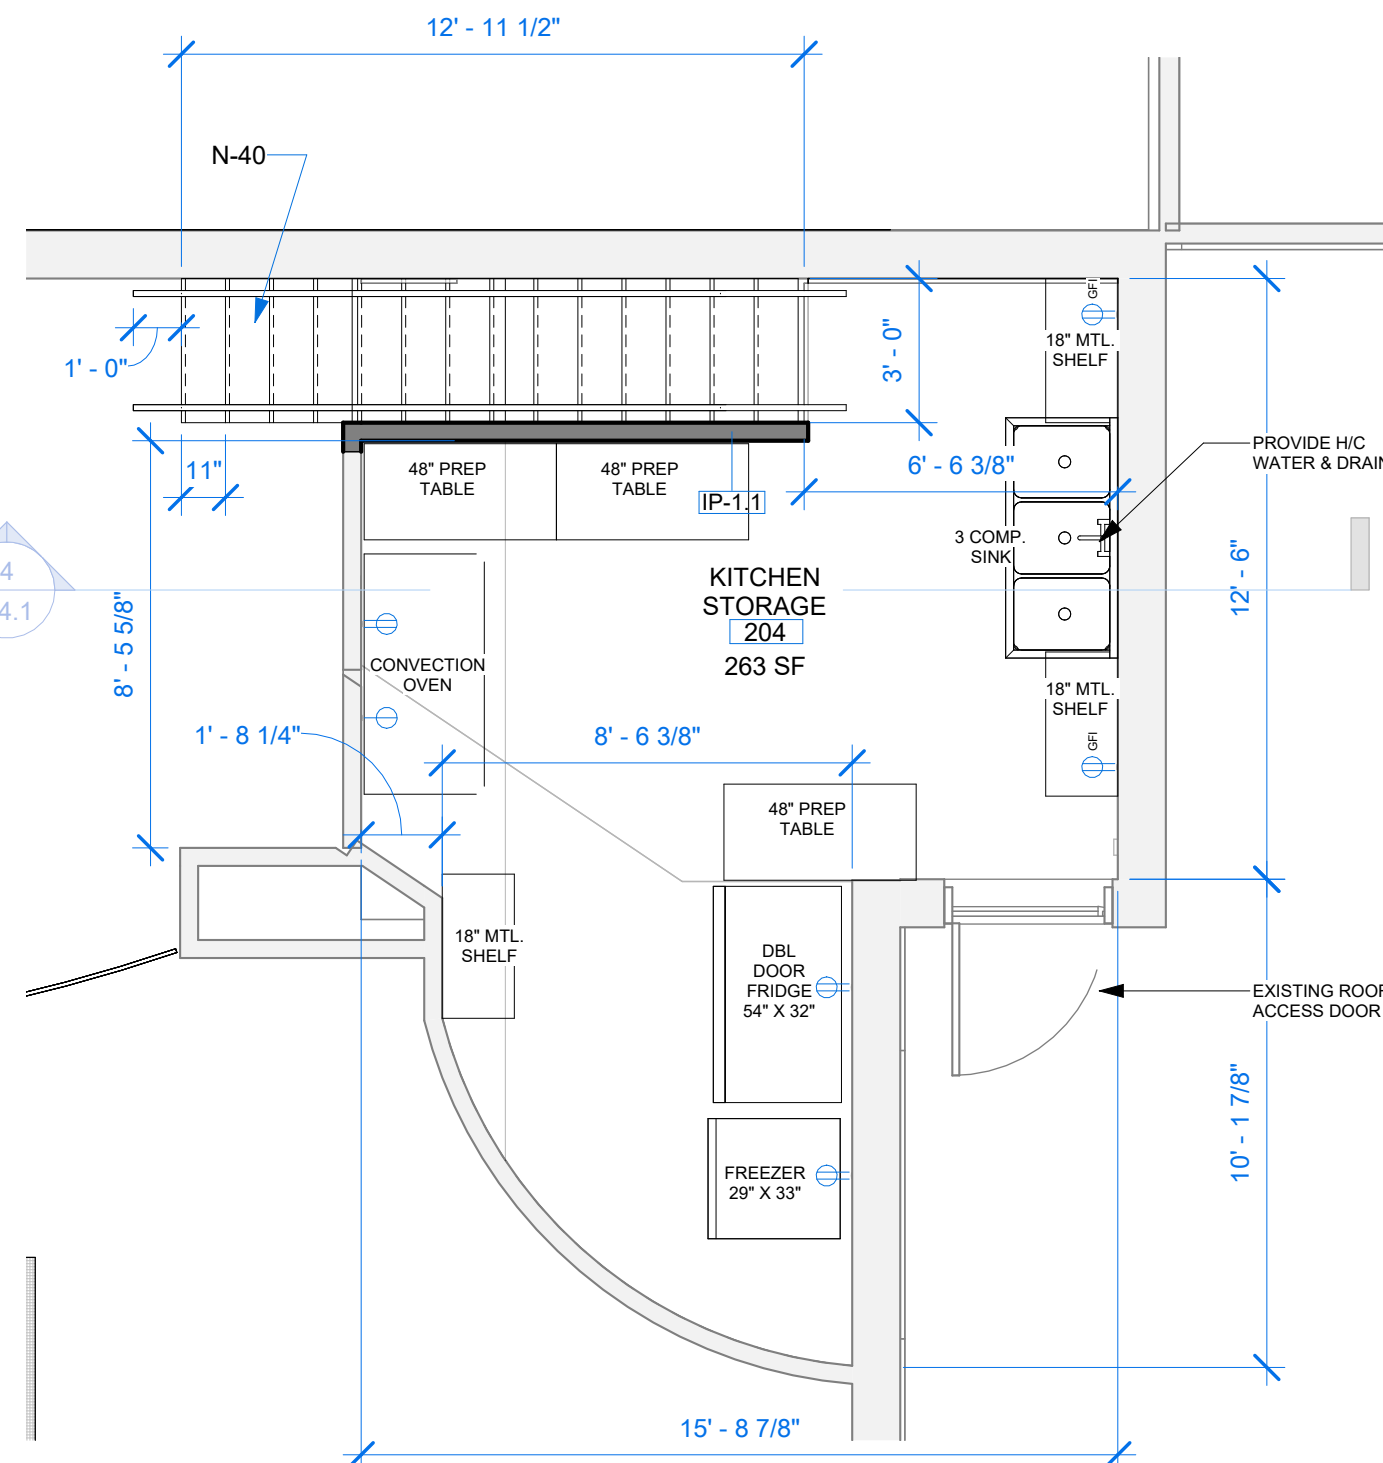 12' - 11 1/2"
N-40
1' - 0"
3' - 0"
GFI
18" MTL.
SHELF
11"
48" PREP
TABLE
48" PREP
TABLE
IP-1.1
6' - 6 3/8"
PROVIDE H/C
WATER & DRAIN
3 COMP.
SINK
4
4.1
8' - 5 5/8"
KITCHEN
STORAGE
204
263 SF
12' - 6"
CONVECTION
OVEN
18" MTL.
SHELF
GFI
1' - 8 1/4"
8' - 6 3/8"
48" PREP
TABLE
18" MTL.
SHELF
DBL
DOOR
FRIDGE
54" X 32"
EXISTING ROOF
ACCESS DOOR
10' - 1 7/8"
FREEZER
29" X 33"
15' - 8 7/8"